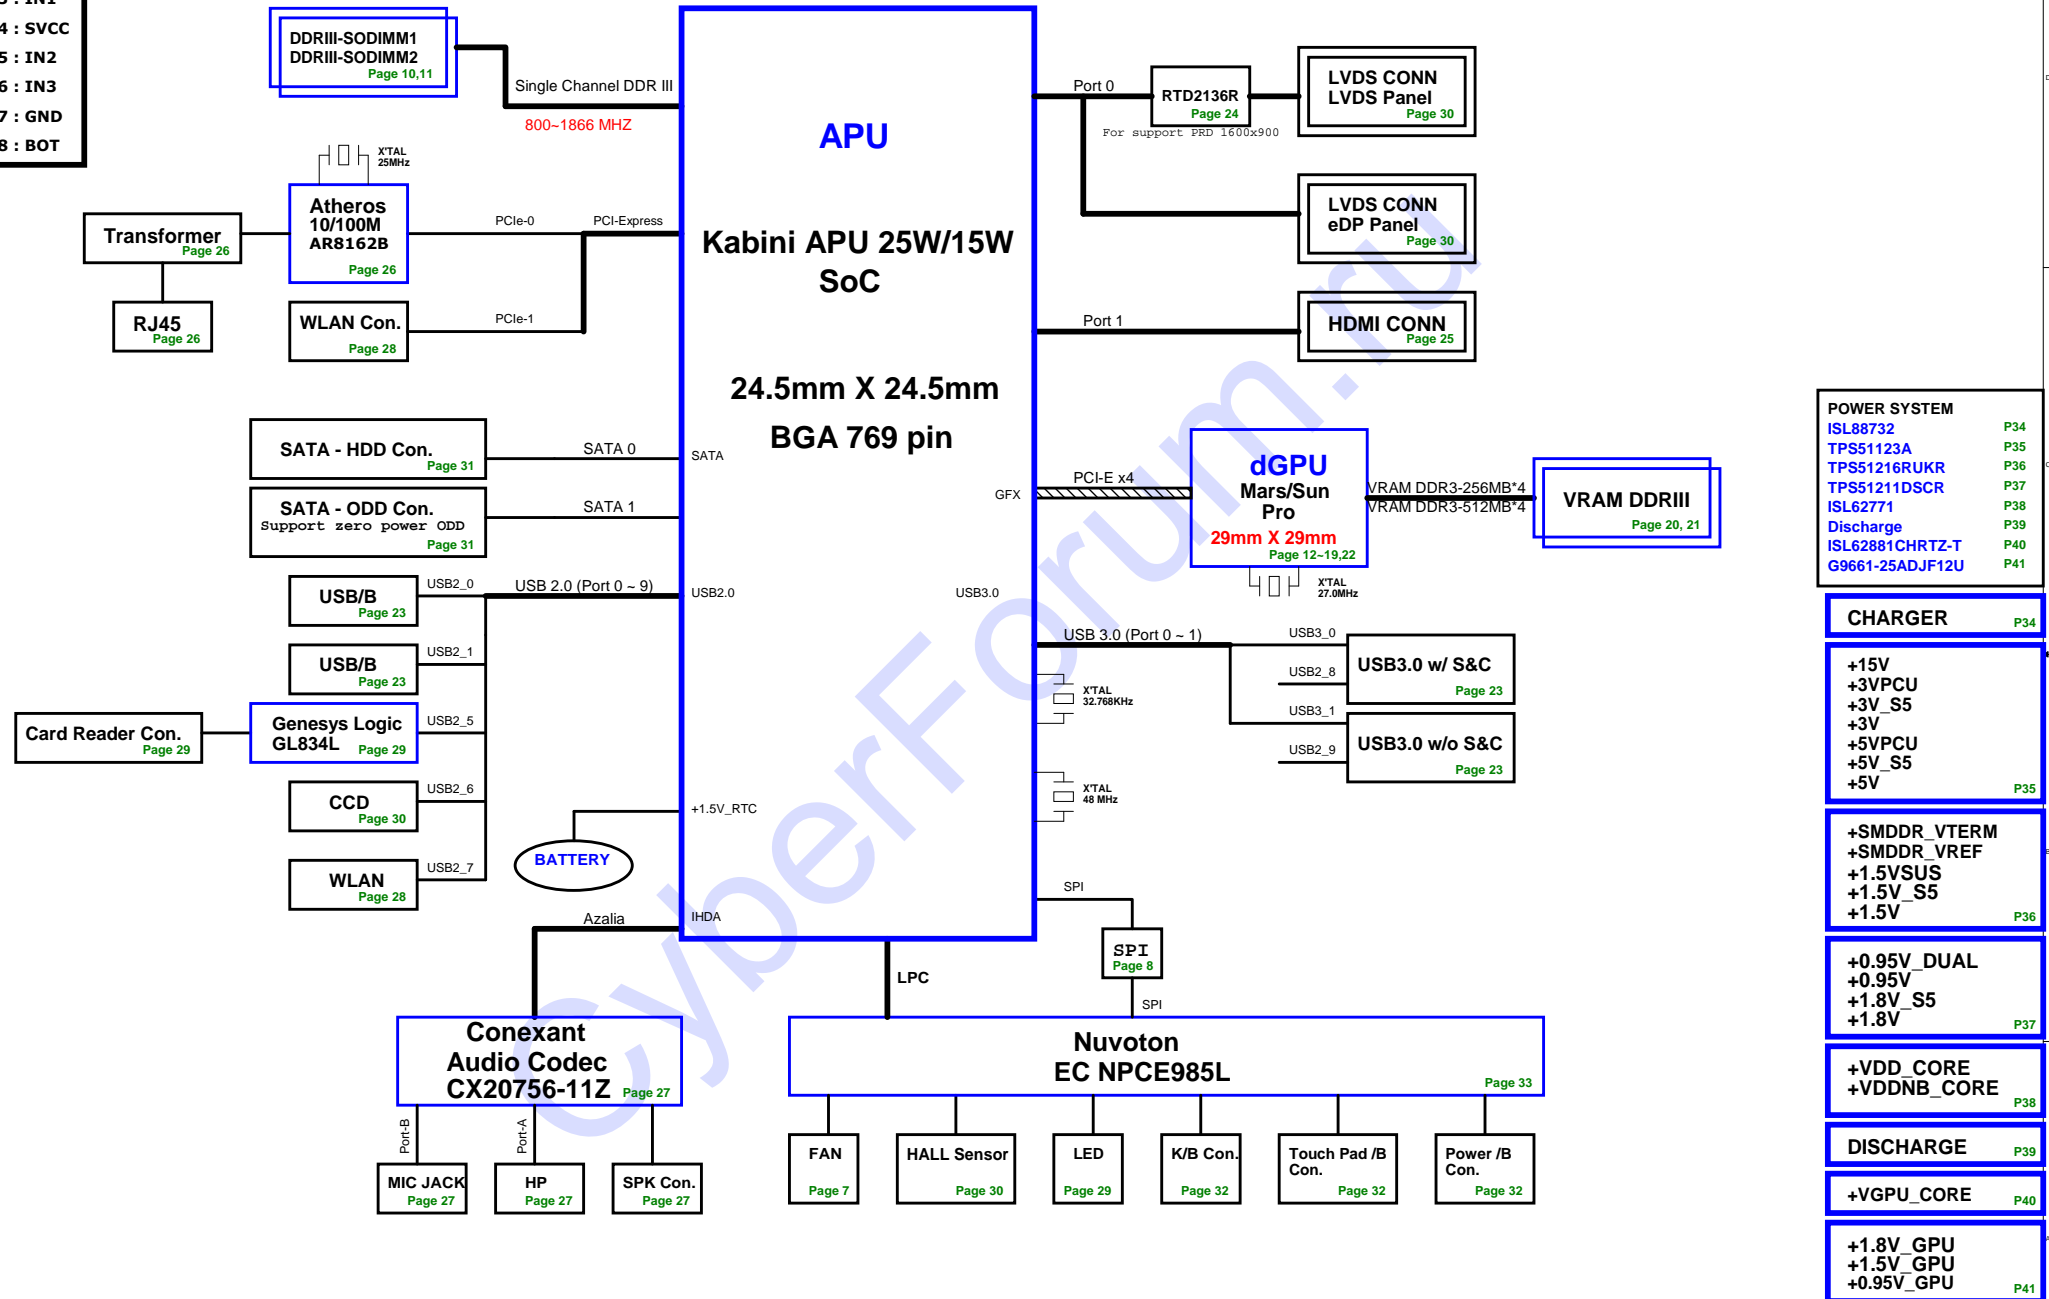 4 : SVCC
5 : IN2
6 : IN3
7 : GND
8 : BOT
DDRIII-SODIMM1
DDRIII-SODIMM2
Page 10,11
Single Channel DDR III
800~1866 MHZ
X'TAL
25MHz
Atheros
10/100M
AR8162B
Page 26
Transformer
Page 26
RJ45
Page 26
PCIe-0
PCI-Express
WLAN Con.
Page 28
PCIe-1
SATA - HDD Con.
Page 31
SATA 0
SATA
SATA - ODD Con.
Support zero power ODD
Page 31
SATA 1
USB/B
Page 23
USB2_0
USB 2.0 (Port 0 ~ 9)
USB2.0
USB/B
Page 23
USB2_1
Card Reader Con.
Page 29
Genesys Logic
GL834L
Page 29
USB2_5
CCD
Page 30
USB2_6
WLAN
Page 28
USB2_7
+1.5V_RTC
BATTERY
Azalia
IHDA
APU
Kabini APU 25W/15W
SoC
24.5mm X 24.5mm
BGA 769 pin
Port 0
RTD2136R
Page 24
For support PRD 1600x900
LVDS CONN
LVDS Panel
Page 30
LVDS CONN
eDP Panel
Page 30
Port 1
HDMI CONN
Page 25
GFX
PCI-E x4
dGPU
Mars/Sun
Pro
29mm X 29mm
Page 12~19,22
VRAM DDR3-256MB*4
VRAM DDR3-512MB*4
VRAM DDRIII
Page 20, 21
X'TAL
27.0MHz
USB3.0
USB 3.0 (Port 0 ~ 1)
USB3_0
USB2_8
USB3.0 w/ S&C
Page 23
USB3_1
USB2_9
USB3.0 w/o S&C
Page 23
X'TAL
32.768KHz
X'TAL
48 MHz
SPI
SPI
Page 8
SPI
LPC
Conexant
Audio Codec
CX20756-11Z
Page 27
Port-B
Port-A
MIC JACK
Page 27
HP
Page 27
SPK Con.
Page 27
Nuvoton
EC NPCE985L
Page 33
FAN
Page 7
HALL Sensor
Page 30
LED
Page 29
K/B Con.
Page 32
Touch Pad /B
Con.
Page 32
Power /B
Con.
Page 32
POWER SYSTEM
ISL88732 P34
TPS51123A P35
TPS51216RUKR P36
TPS51211DSCR P37
ISL62771 P38
Discharge P39
ISL62881CHRTZ-T P40
G9661-25ADJF12U P41
CHARGER P34
+15V
+3VPCU
+3V_S5
+3V
+5VPCU
+5V_S5
+5V P35
+SMDDR_VTERM
+SMDDR_VREF
+1.5VSUS
+1.5V_S5
+1.5V P36
+0.95V_DUAL
+0.95V
+1.8V_S5
+1.8V P37
+VDD_CORE
+VDDNB_CORE P38
DISCHARGE P39
+VGPU_CORE P40
+1.8V_GPU
+1.5V_GPU
+0.95V_GPU P41
CyberForum.ru